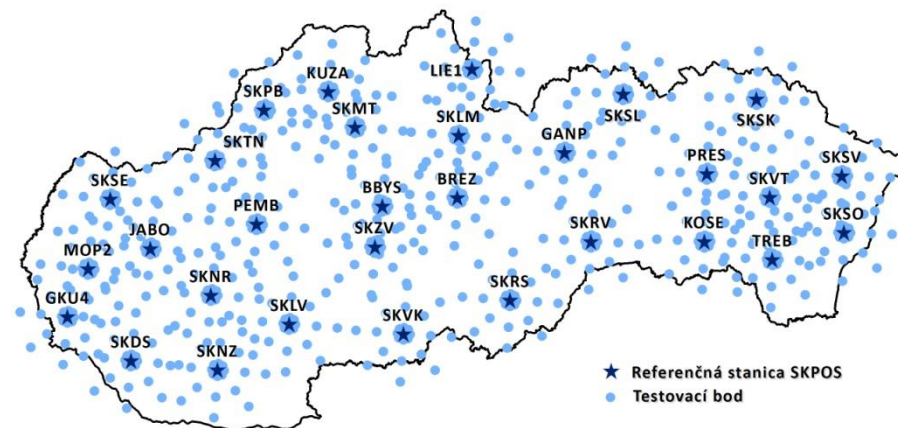 LIE1
KUZA
SKPB
SKSL
SKSK
SKMT
SKLM
GANP
SKTN
PRES
SKSV
SKSE
BBYS
BREZ
SKVT
PEMB
JABO
SKZV
SKRV
KOSE
SKSO
MOP2
TREB
SKNR
SKRS
GKU4
SKLV
SKVK
SKDS
SKNZ
Referenčná stanica SKPOS
Testovací bod